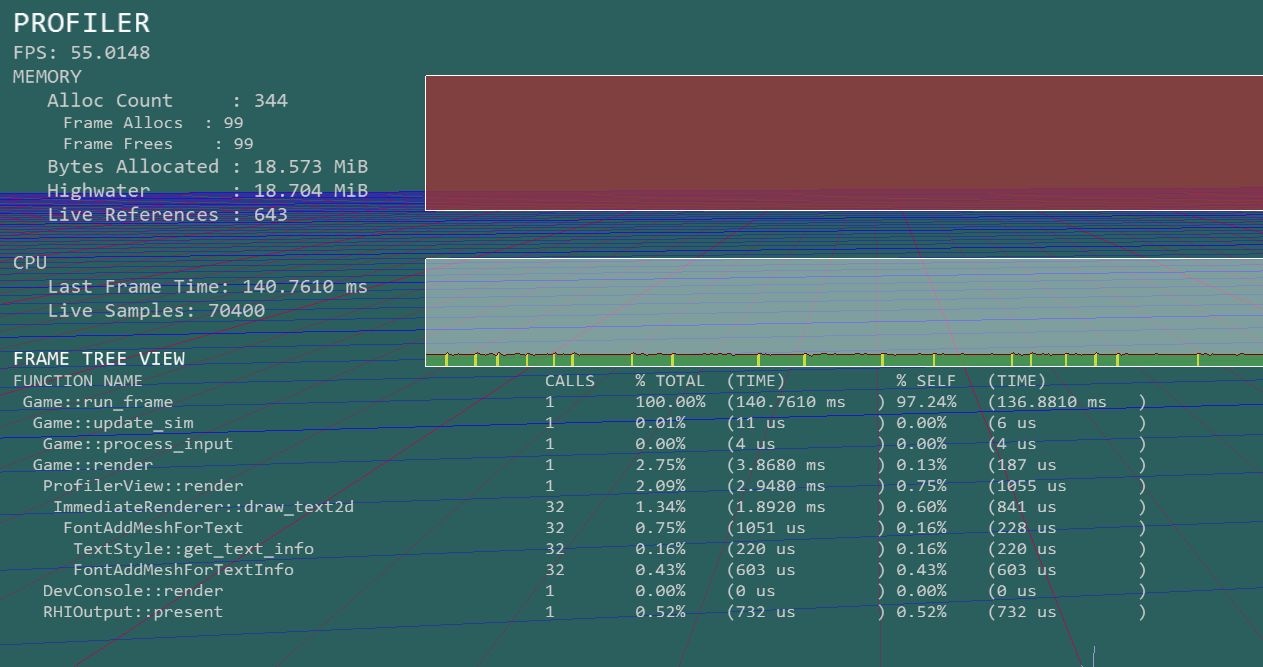 PROFILER
FPS: 55.0148
MEMORY
Alloc Count : 344
Frame Allocs : 99
Frame Frees : 99
Bytes Allocated : 18.573 MiB
Highwater : 18.704 MiB
Live References : 643
CPU
Last Frame Time: 140.7610 ms
Live Samples: 70400
FRAME TREE VIEW
FUNCTION NAME CALLS % TOTAL (TIME) % SELF (TIME)
Game::run_frame 1 100.00% (140.7610 ms ) 97.24% (136.8810 ms )
Game::update_sim 1 0.01% (11 us ) 0.00% (6 us )
Game::process_input 1 0.00% (4 us ) 0.00% (4 us )
Game::render 1 2.75% (3.8680 ms ) 0.13% (187 us )
ProfilerView::render 1 2.09% (2.9480 ms ) 0.75% (1055 us )
ImmediateRenderer::draw_text2d 32 1.34% (1.8920 ms ) 0.60% (841 us )
FontAddMeshForText 32 0.75% (1051 us ) 0.16% (228 us )
TextStyle::get_text_info 32 0.16% (220 us ) 0.16% (220 us )
FontAddMeshForTextInfo 32 0.43% (603 us ) 0.43% (603 us )
DevConsole::render 1 0.00% (0 us ) 0.00% (0 us )
RHIOutput::present 1 0.52% (732 us ) 0.52% (732 us )